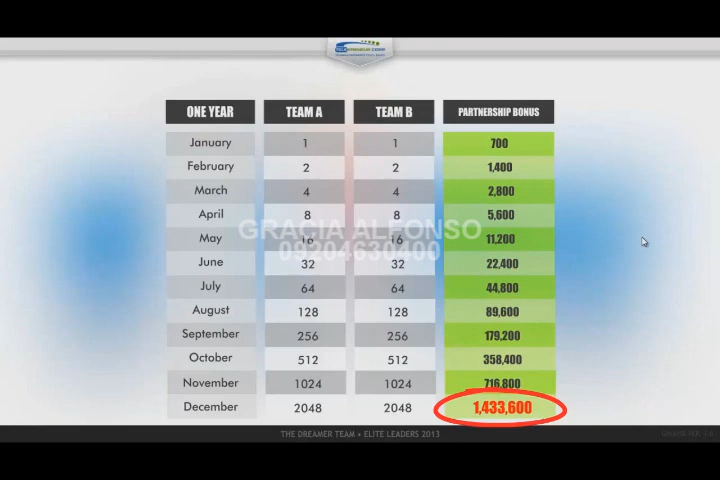 TELEPRENEUR CORP
ONE YEAR TEAM A TEAM B PARTNERSHIP BONUS
January 1 1 700
February 2 2 1,400
March 4 4 2,800
April 8 8 5,600
GRACIA ALFONSO
May 16 16 11,200
09204630400
June 32 32 22,400
July 64 64 44,800
August 128 128 89,600
September 256 256 179,200
October 512 512 358,400
November 1024 1024 716,800
December 2048 2048 1,433,600
THE DREAMER TEAM • ELITE LEADERS 2013